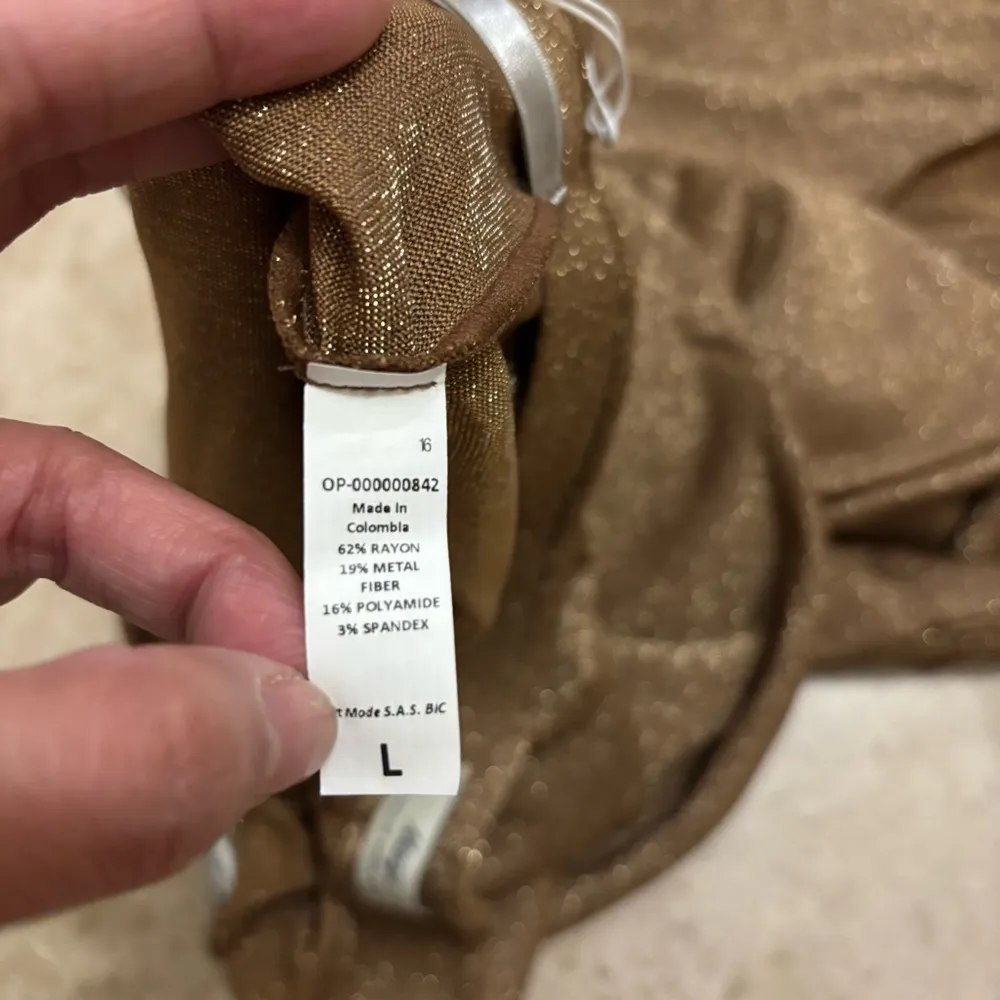 16
OP-000000842
Made In
Colombia
62% RAYON
19% METAL
FIBER
16% POLYAMIDE
3% SPANDEX
Mode S.A.S. BIC
L